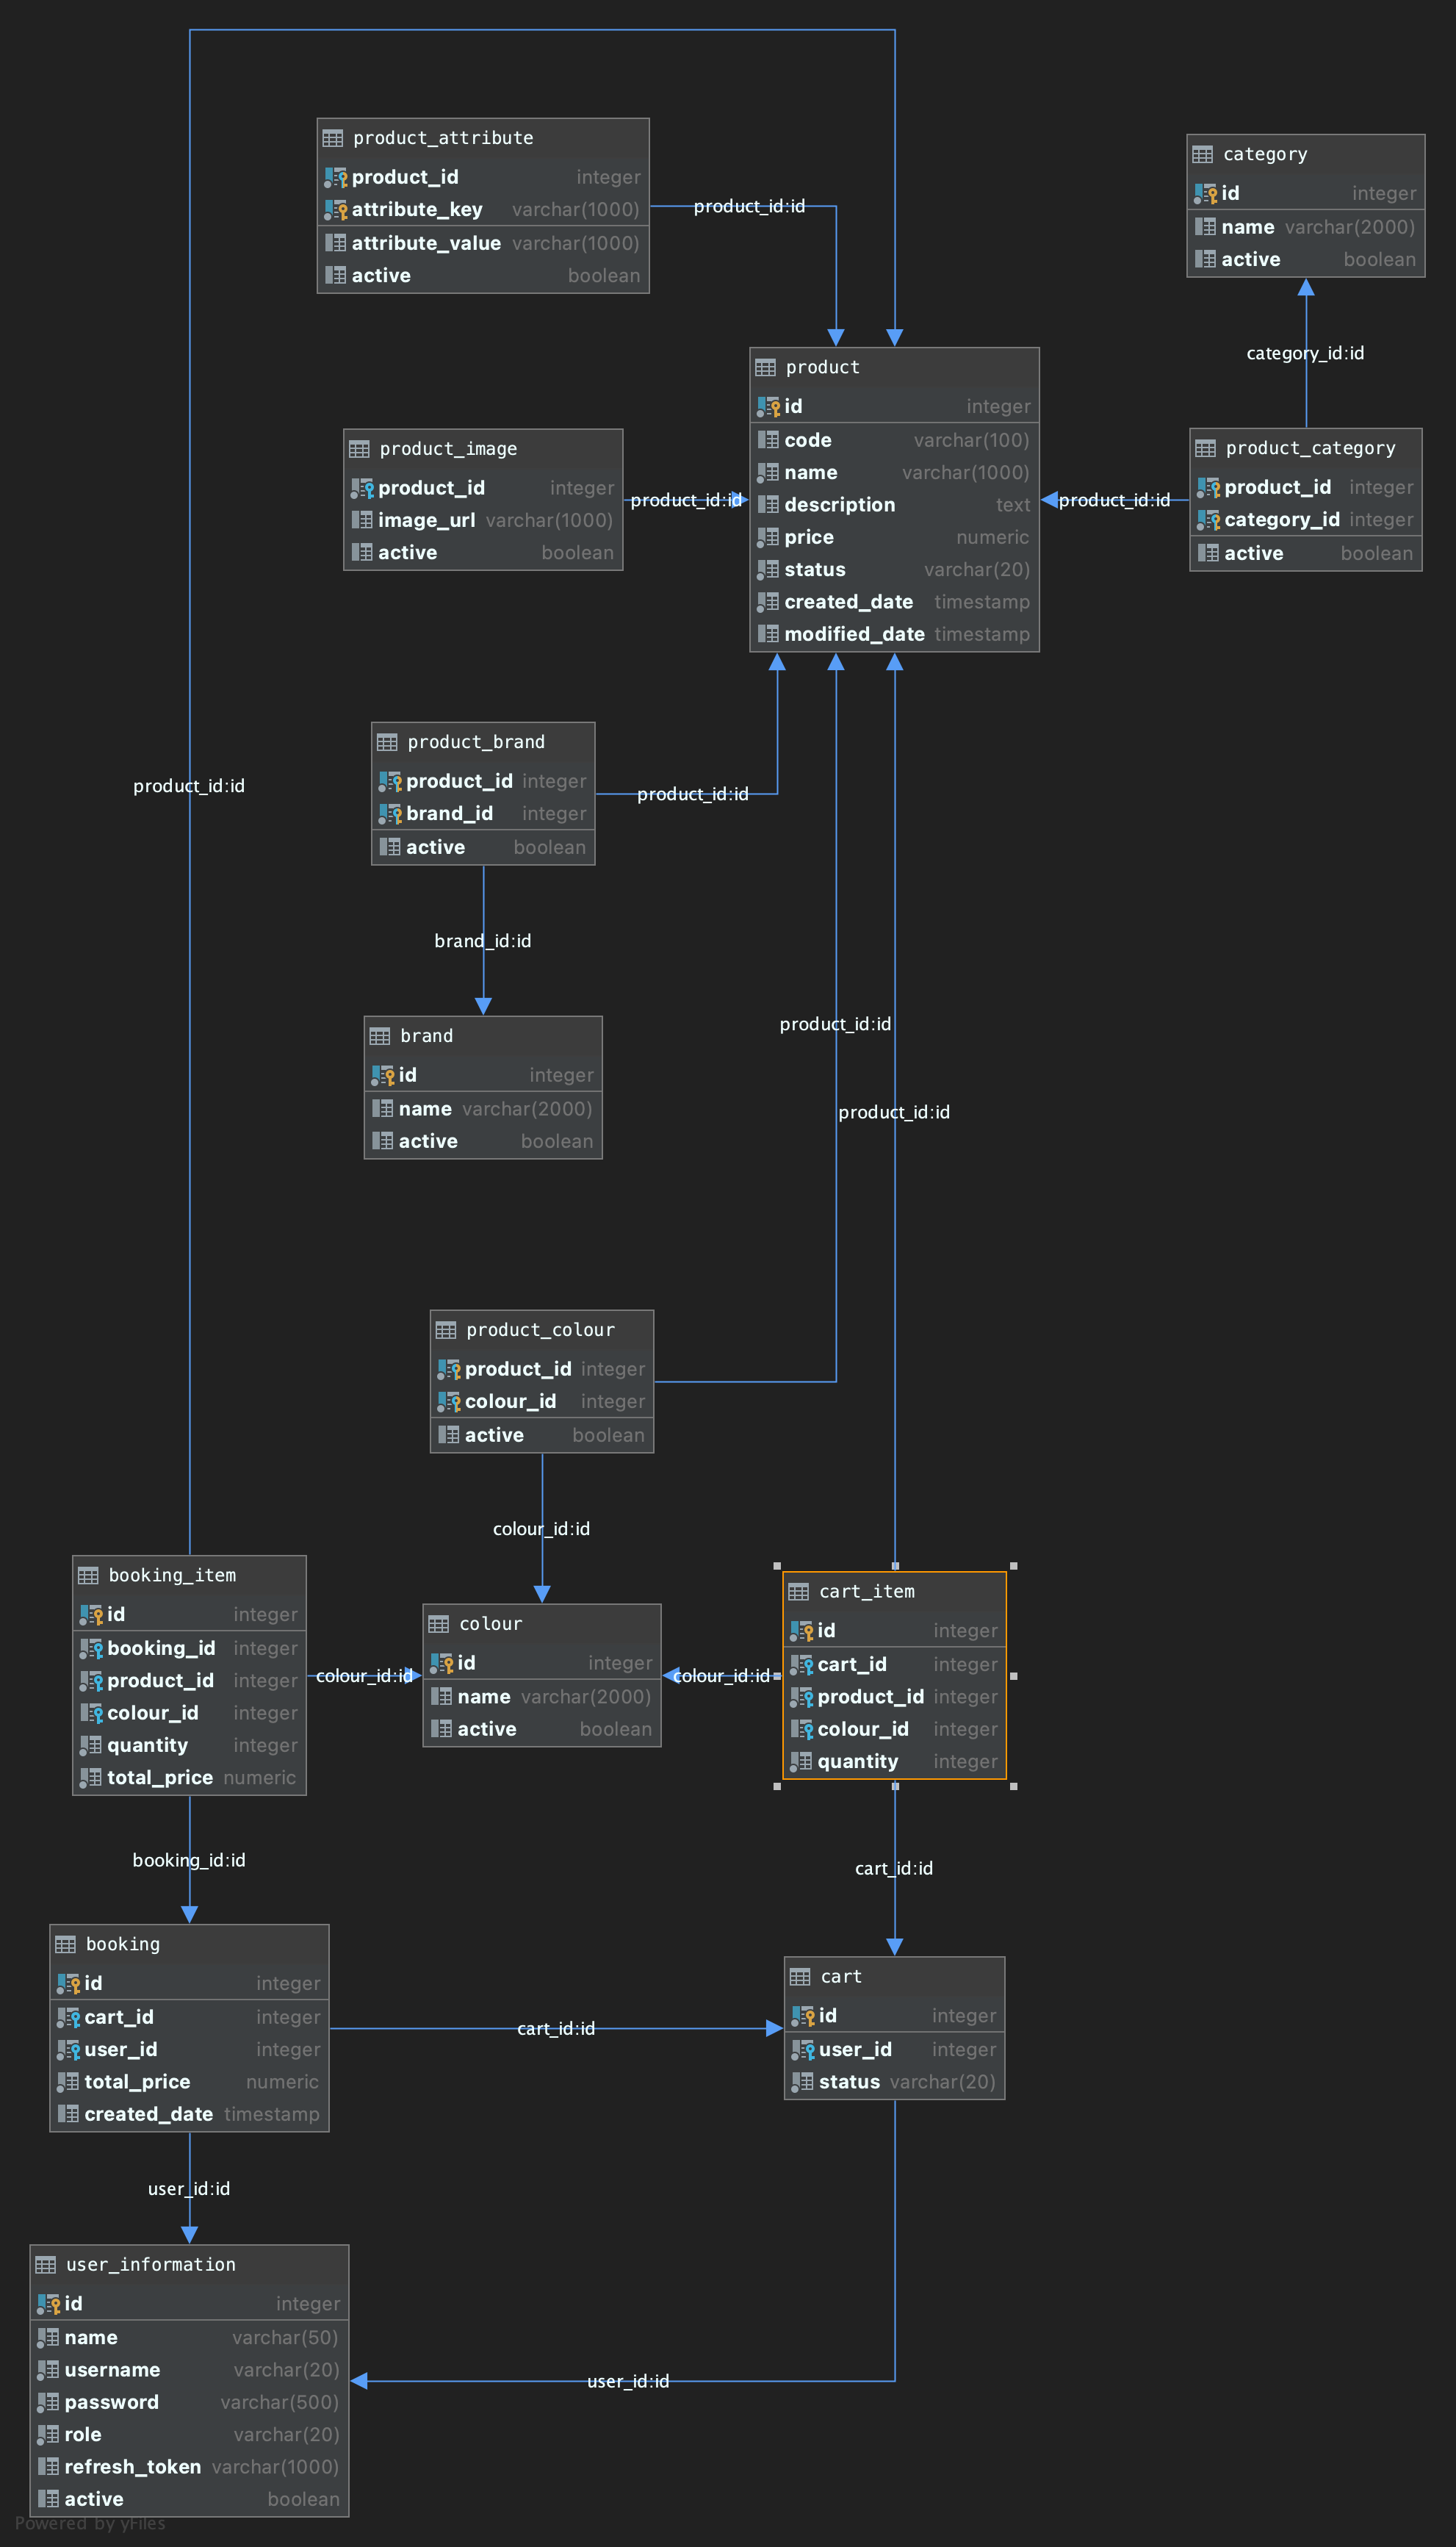 product_attribute
product_id integer
attribute_key varchar(1000)
attribute_value varchar(1000)
active boolean
product_id:id
category
id integer
name varchar(2000)
active boolean
category_id:id
product
id integer
code varchar(100)
name varchar(1000)
description text
price numeric
status varchar(20)
created_date timestamp
modified_date timestamp
product_image
product_id integer
image_url varchar(1000)
active boolean
product_id:id
product_category
product_id integer
category_id integer
active boolean
product_id:id
product_brand
product_id integer
brand_id integer
active boolean
product_id:id
product_id:id
brand_id:id
brand
id integer
name varchar(2000)
active boolean
product_id:id
product_id:id
product_colour
product_id integer
colour_id integer
active boolean
colour_id:id
booking_item
id integer
booking_id integer
product_id integer
colour_id integer
quantity integer
total_price numeric
colour_id:id
colour
id integer
name varchar(2000)
active boolean
colour_id:id
cart_item
id integer
cart_id integer
product_id integer
colour_id integer
quantity integer
booking_id:id
cart_id:id
booking
id integer
cart_id integer
user_id integer
total_price numeric
created_date timestamp
cart_id:id
cart
id integer
user_id integer
status varchar(20)
user_id:id
user_information
id integer
name varchar(50)
username varchar(20)
password varchar(500)
role varchar(20)
refresh_token varchar(1000)
active boolean
user_id:id
Powered by yFiles